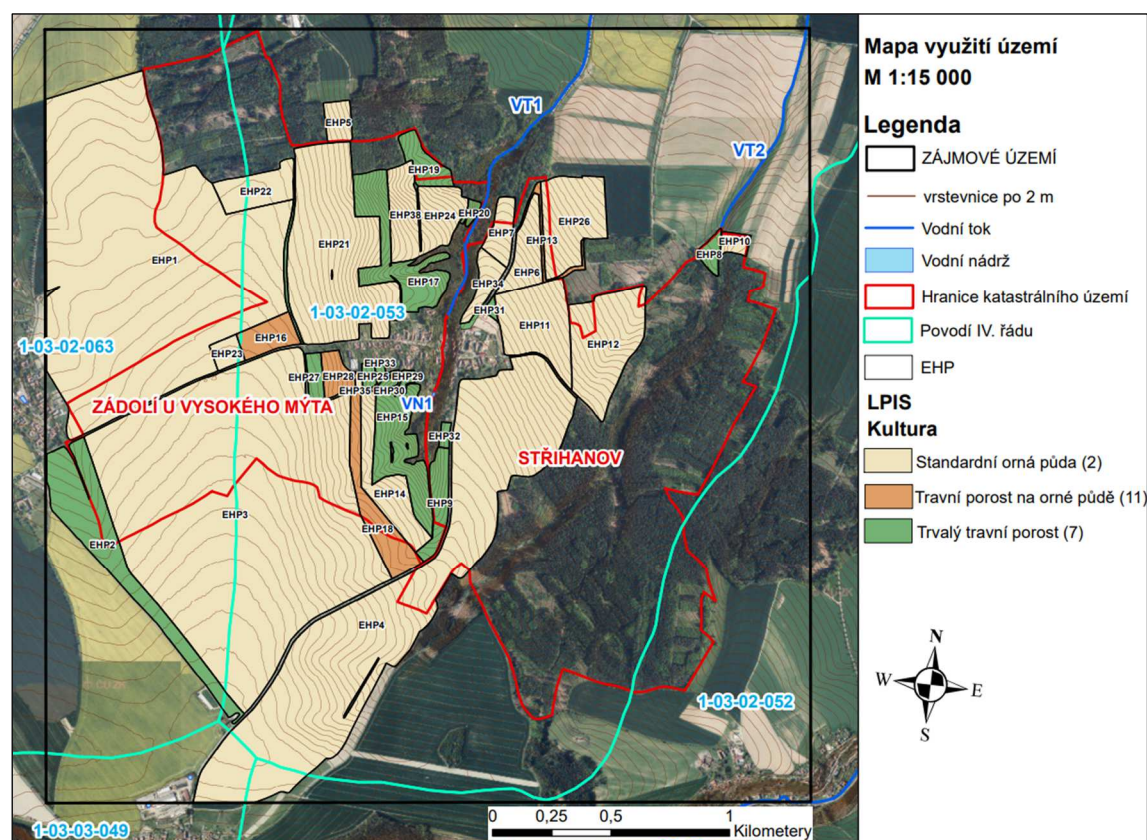 VT1
VT2
EHP5
EHP19
EHP22
EHP38
EHP24
EHP20
EHP7
EHP13
EHP26
EHP21
EHP1
EHP17
EHP6
EHP34
EHP8
EHP10
1-03-02-053
EHP31
EHP11
EHP12
1-03-02-063
EHP16
EHP23
EHP33
EHP27
EHP28
EHP25
EHP29
EHP35
EHP30
ZÁDOLÍ U VYSOKÉHO MÝTA
VN1
EHP15
EHP32
STŘIHANOV
EHP14
EHP9
EHP3
EHP18
EHP2
EHP4
1-03-02-052
1-03-03-049
0 0,25 0,5 1
Kilometery
Mapa využití území
M 1:15 000
Legenda
ZÁJMOVÉ ÚZEMÍ
vrstevnice po 2 m
Vodní tok
Vodní nádrž
Hranice katastrálního území
Povodí IV. řádu
EHP
LPIS
Kultura
Standardní orná půda (2)
Travní porost na orné půdě (11)
Trvalý travní porost (7)
N
W
E
S